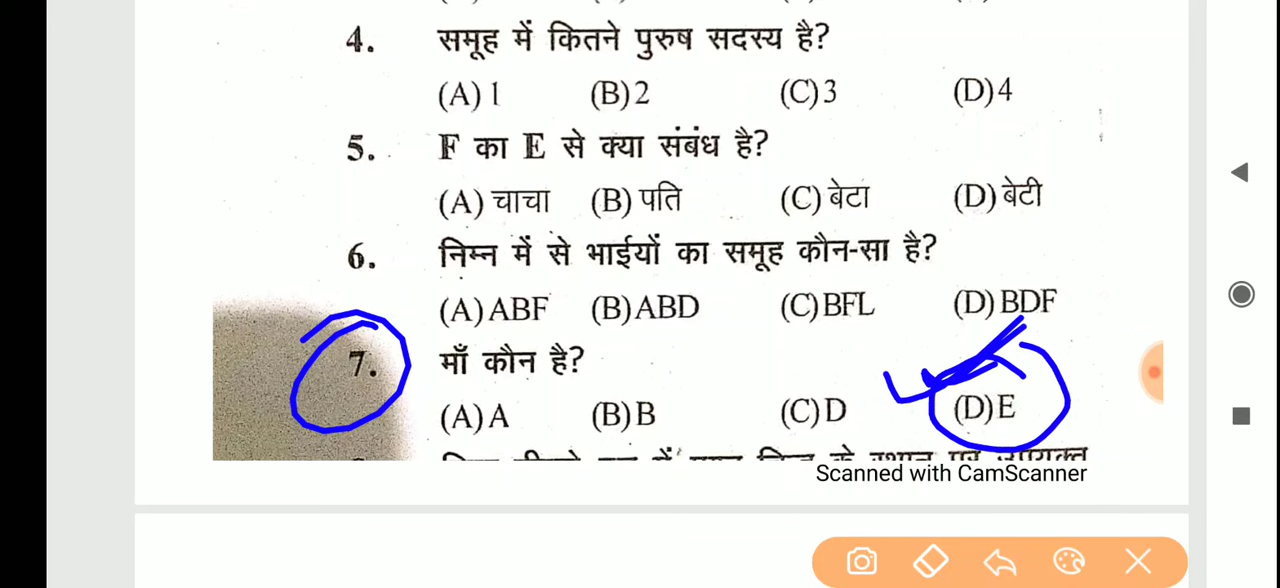 4. समूह में कितने पुरुष सदस्य है?
(A) 1 (B) 2 (C) 3 (D) 4
5. F का E से क्या संबंध है?
(A) चाचा (B) पति (C) बेटा (D) बेटी
6. निम्न में से भाईयों का समूह कौन-सा है?
(A) ABF (B) ABD (C) BFL (D) BDF
7. माँ कौन है?
(A) A (B) B (C) D (D) E
Scanned with CamScanner